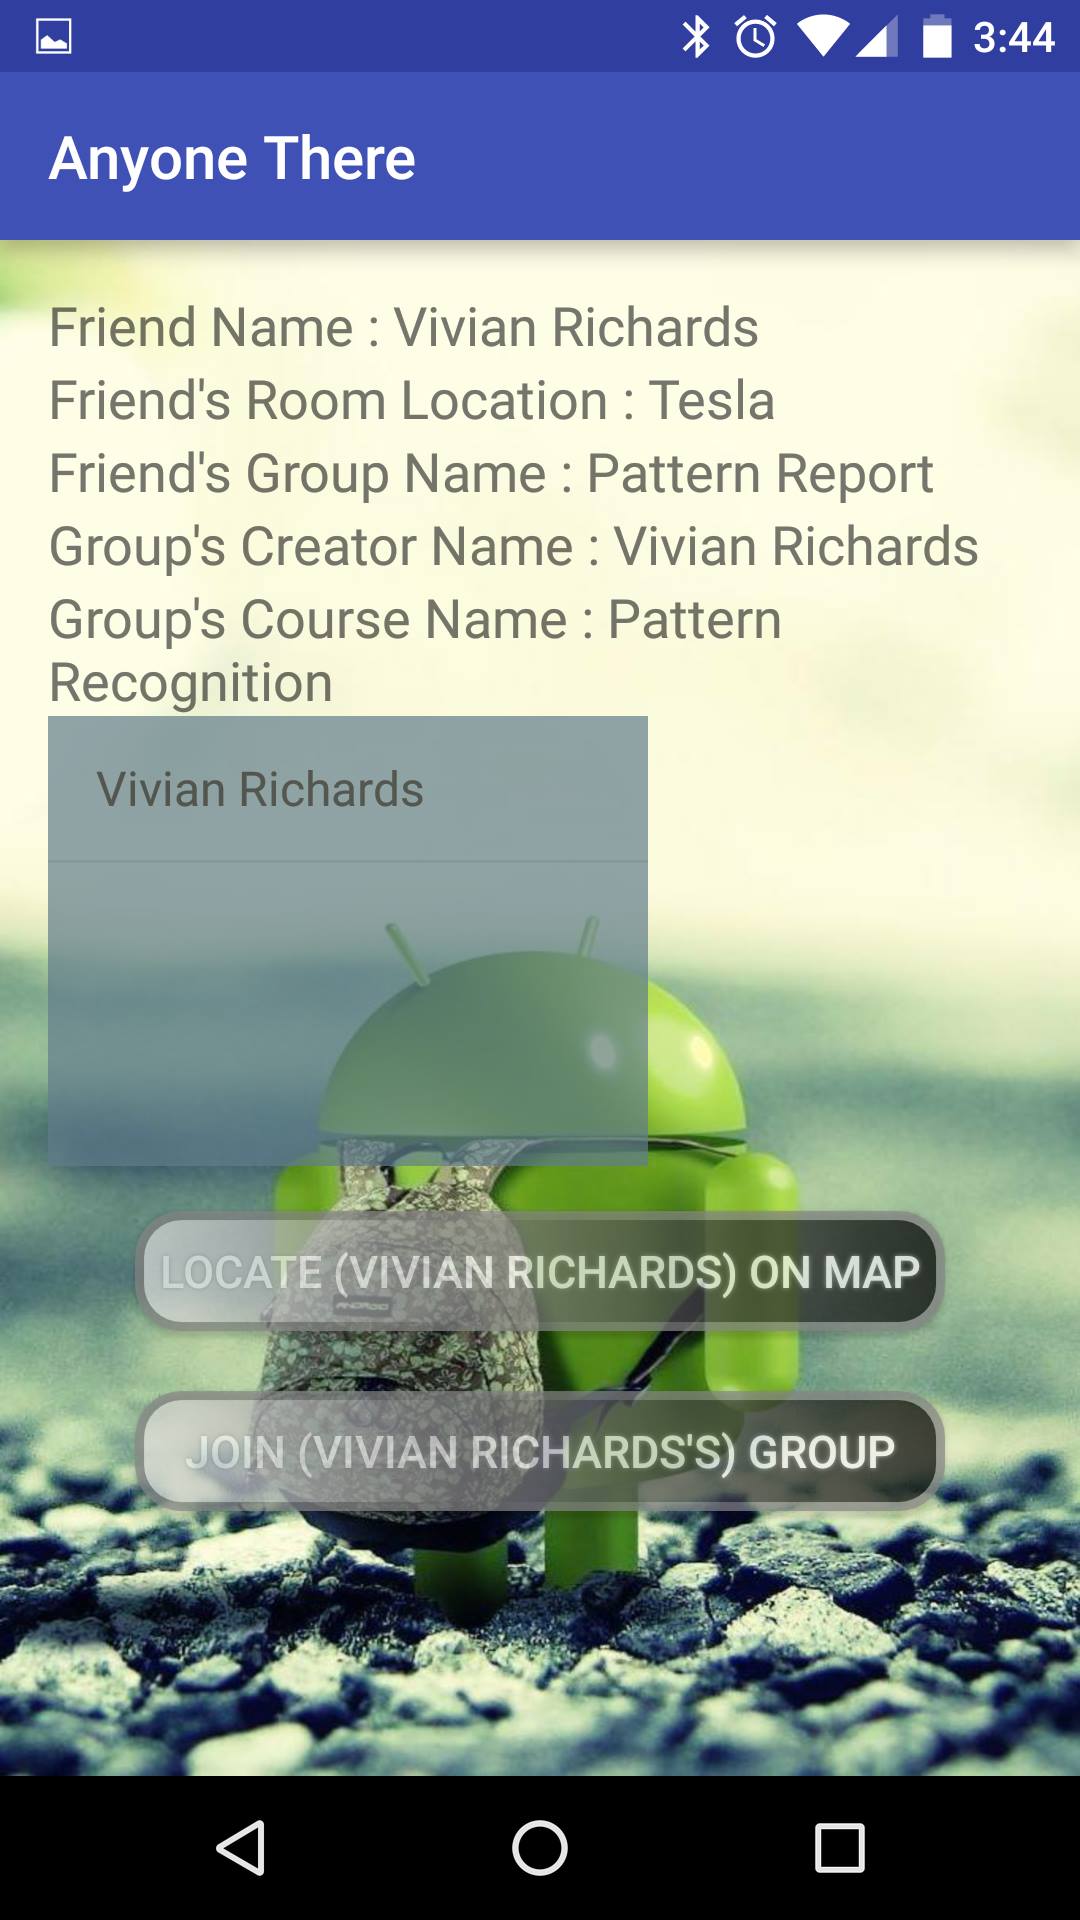 3:44
Anyone There
Friend Name : Vivian Richards
Friend's Room Location : Tesla
Friend's Group Name : Pattern Report
Group's Creator Name : Vivian Richards
Group's Course Name : Pattern
Recognition
Vivian Richards
LOCATE (VIVIAN RICHARDS) ON MAP
ANDROID
JOIN (VIVIAN RICHARDS'S) GROUP